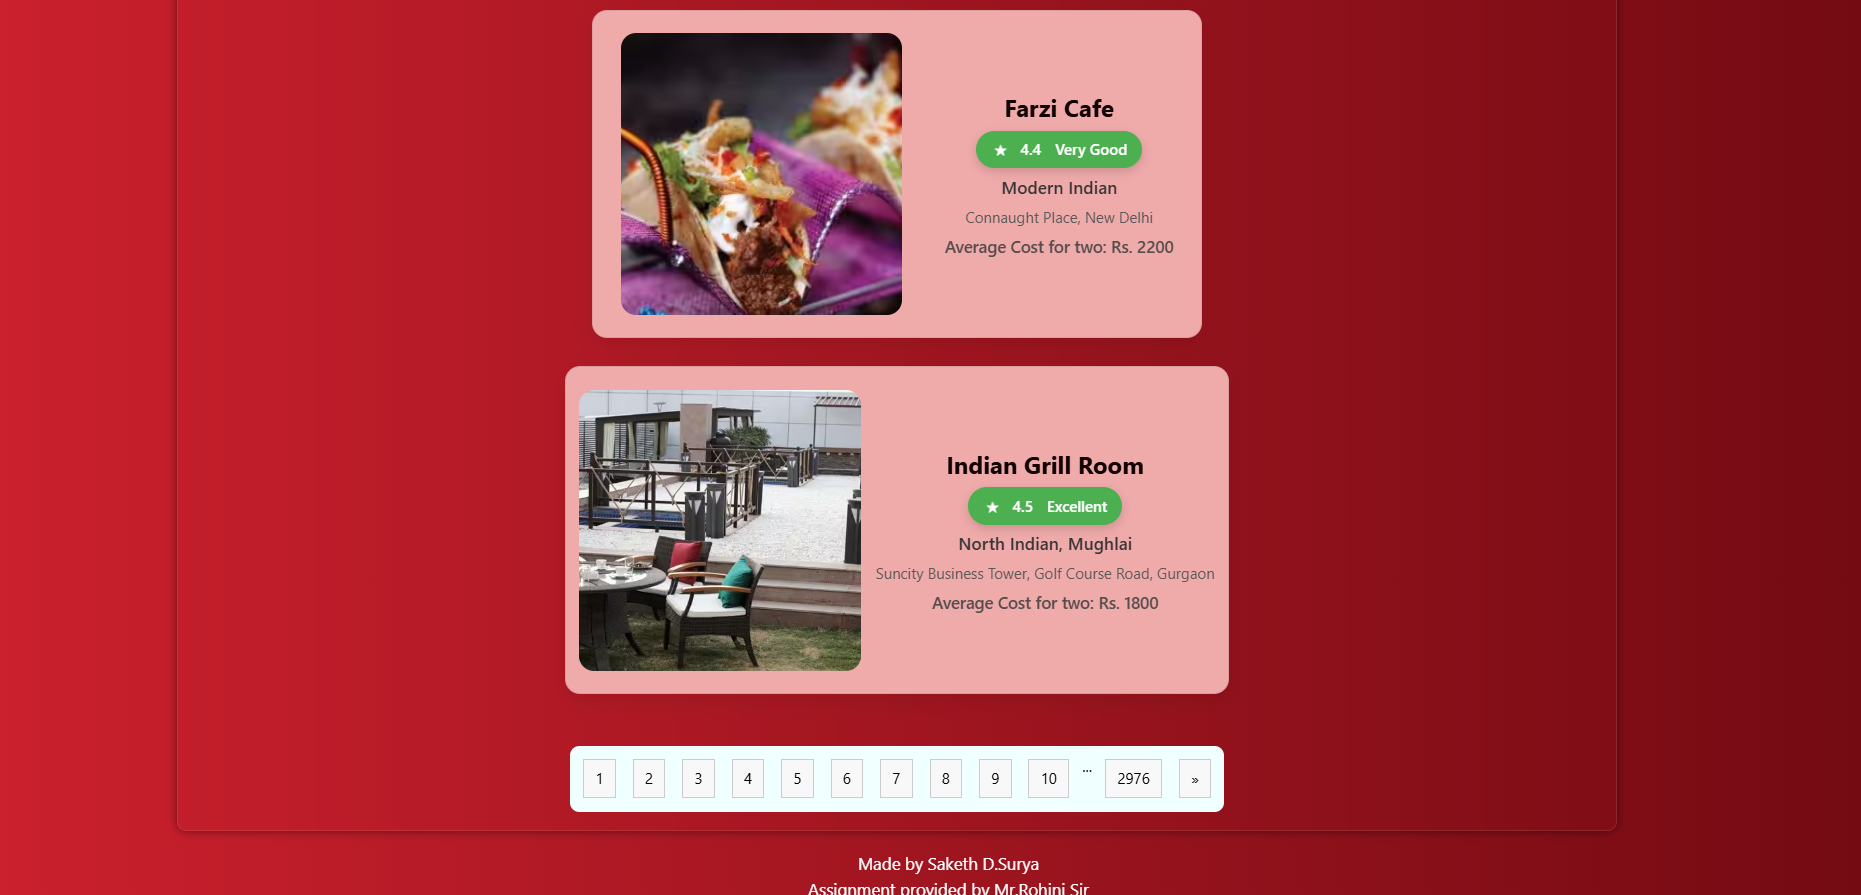 Farzi Cafe
★ 4.4 Very Good
Modern Indian
Connaught Place, New Delhi
Average Cost for two: Rs. 2200
Indian Grill Room
★ 4.5 Excellent
North Indian, Mughlai
Suncity Business Tower, Golf Course Road, Gurgaon
Average Cost for two: Rs. 1800
1 2 3 4 5 6 7 8 9 10 ... 2976 »
Made by Saketh D.Surya
Assignment provided by Mr.Rohini Sir